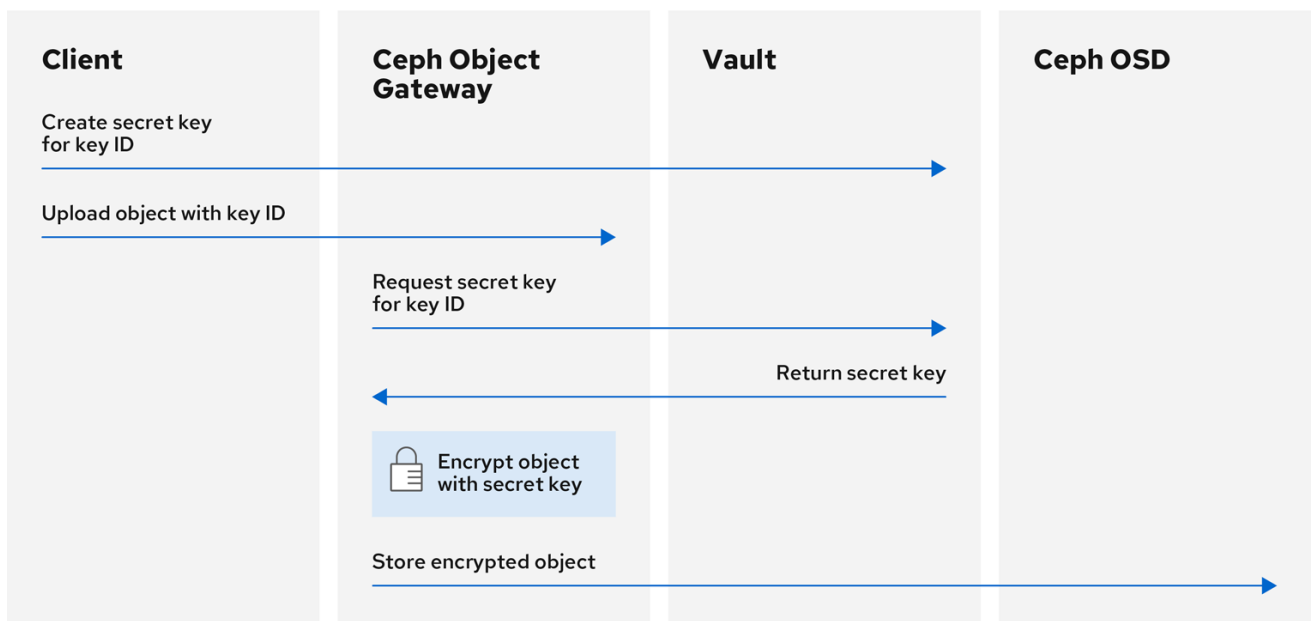 Client
Ceph Object
Gateway
Vault
Ceph OSD
Create secret key
for key ID
Upload object with key ID
Request secret key
for key ID
Return secret key
Encrypt object
with secret key
Store encrypted object